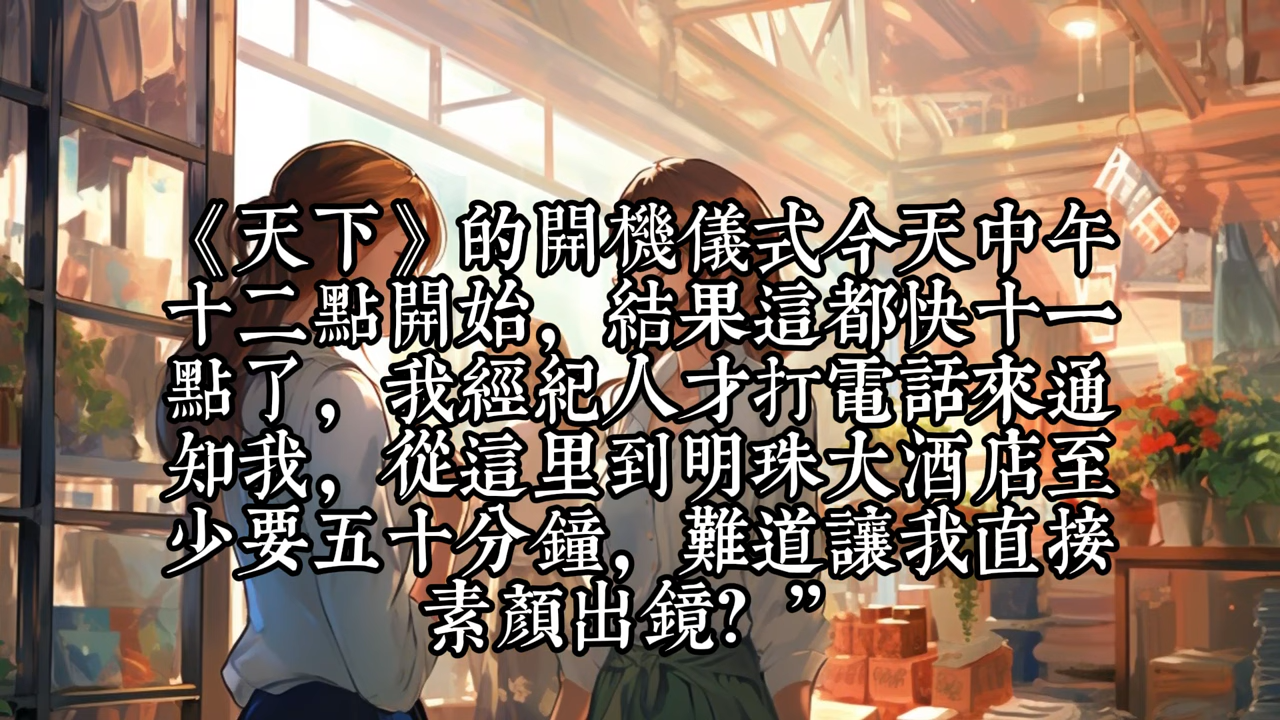 《天下》的開機儀式今天中午
十二點開始，結果這都快十一
點了，我經紀人才打電話來通
知我，從這里到明珠大酒店至
少要五十分鐘，難道讓我直接
素顏出鏡？”